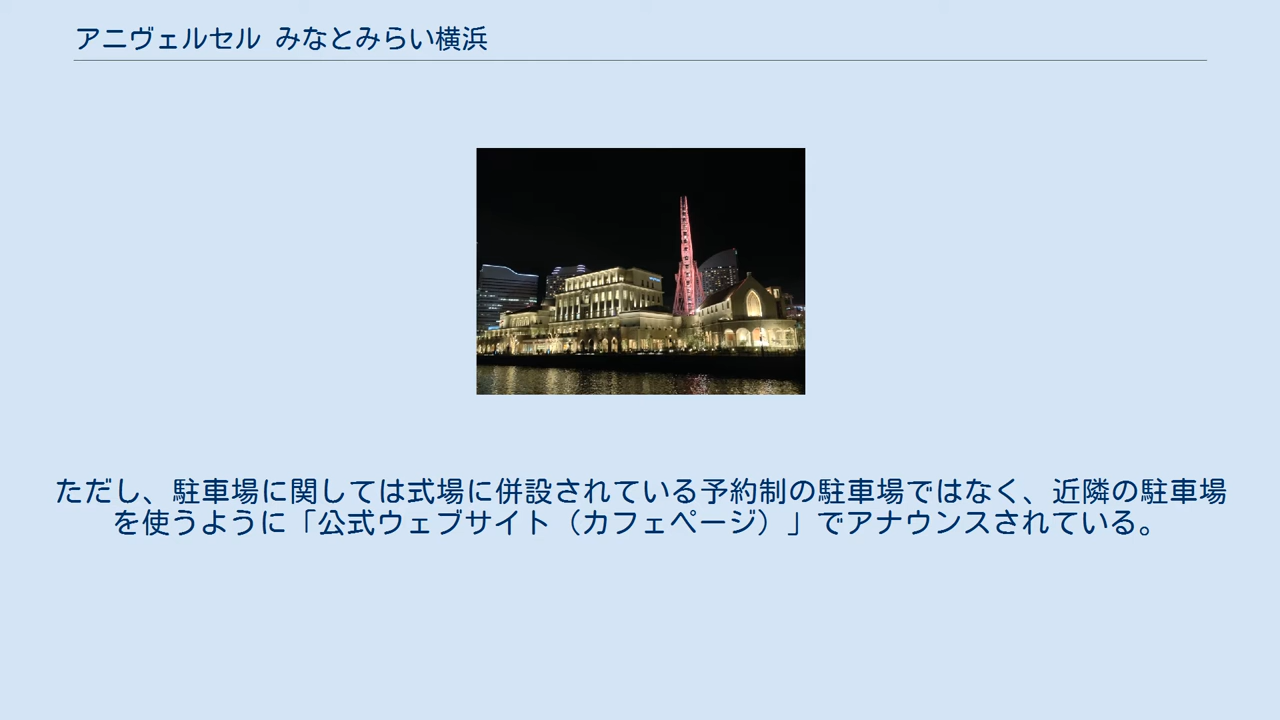 アニヴェルセル みなとみらい横浜
ただし、駐車場に関しては式場に併設されている予約制の駐車場ではなく、近隣の駐車場
を使うように「公式ウェブサイト（カフェページ）」でアナウンスされている。